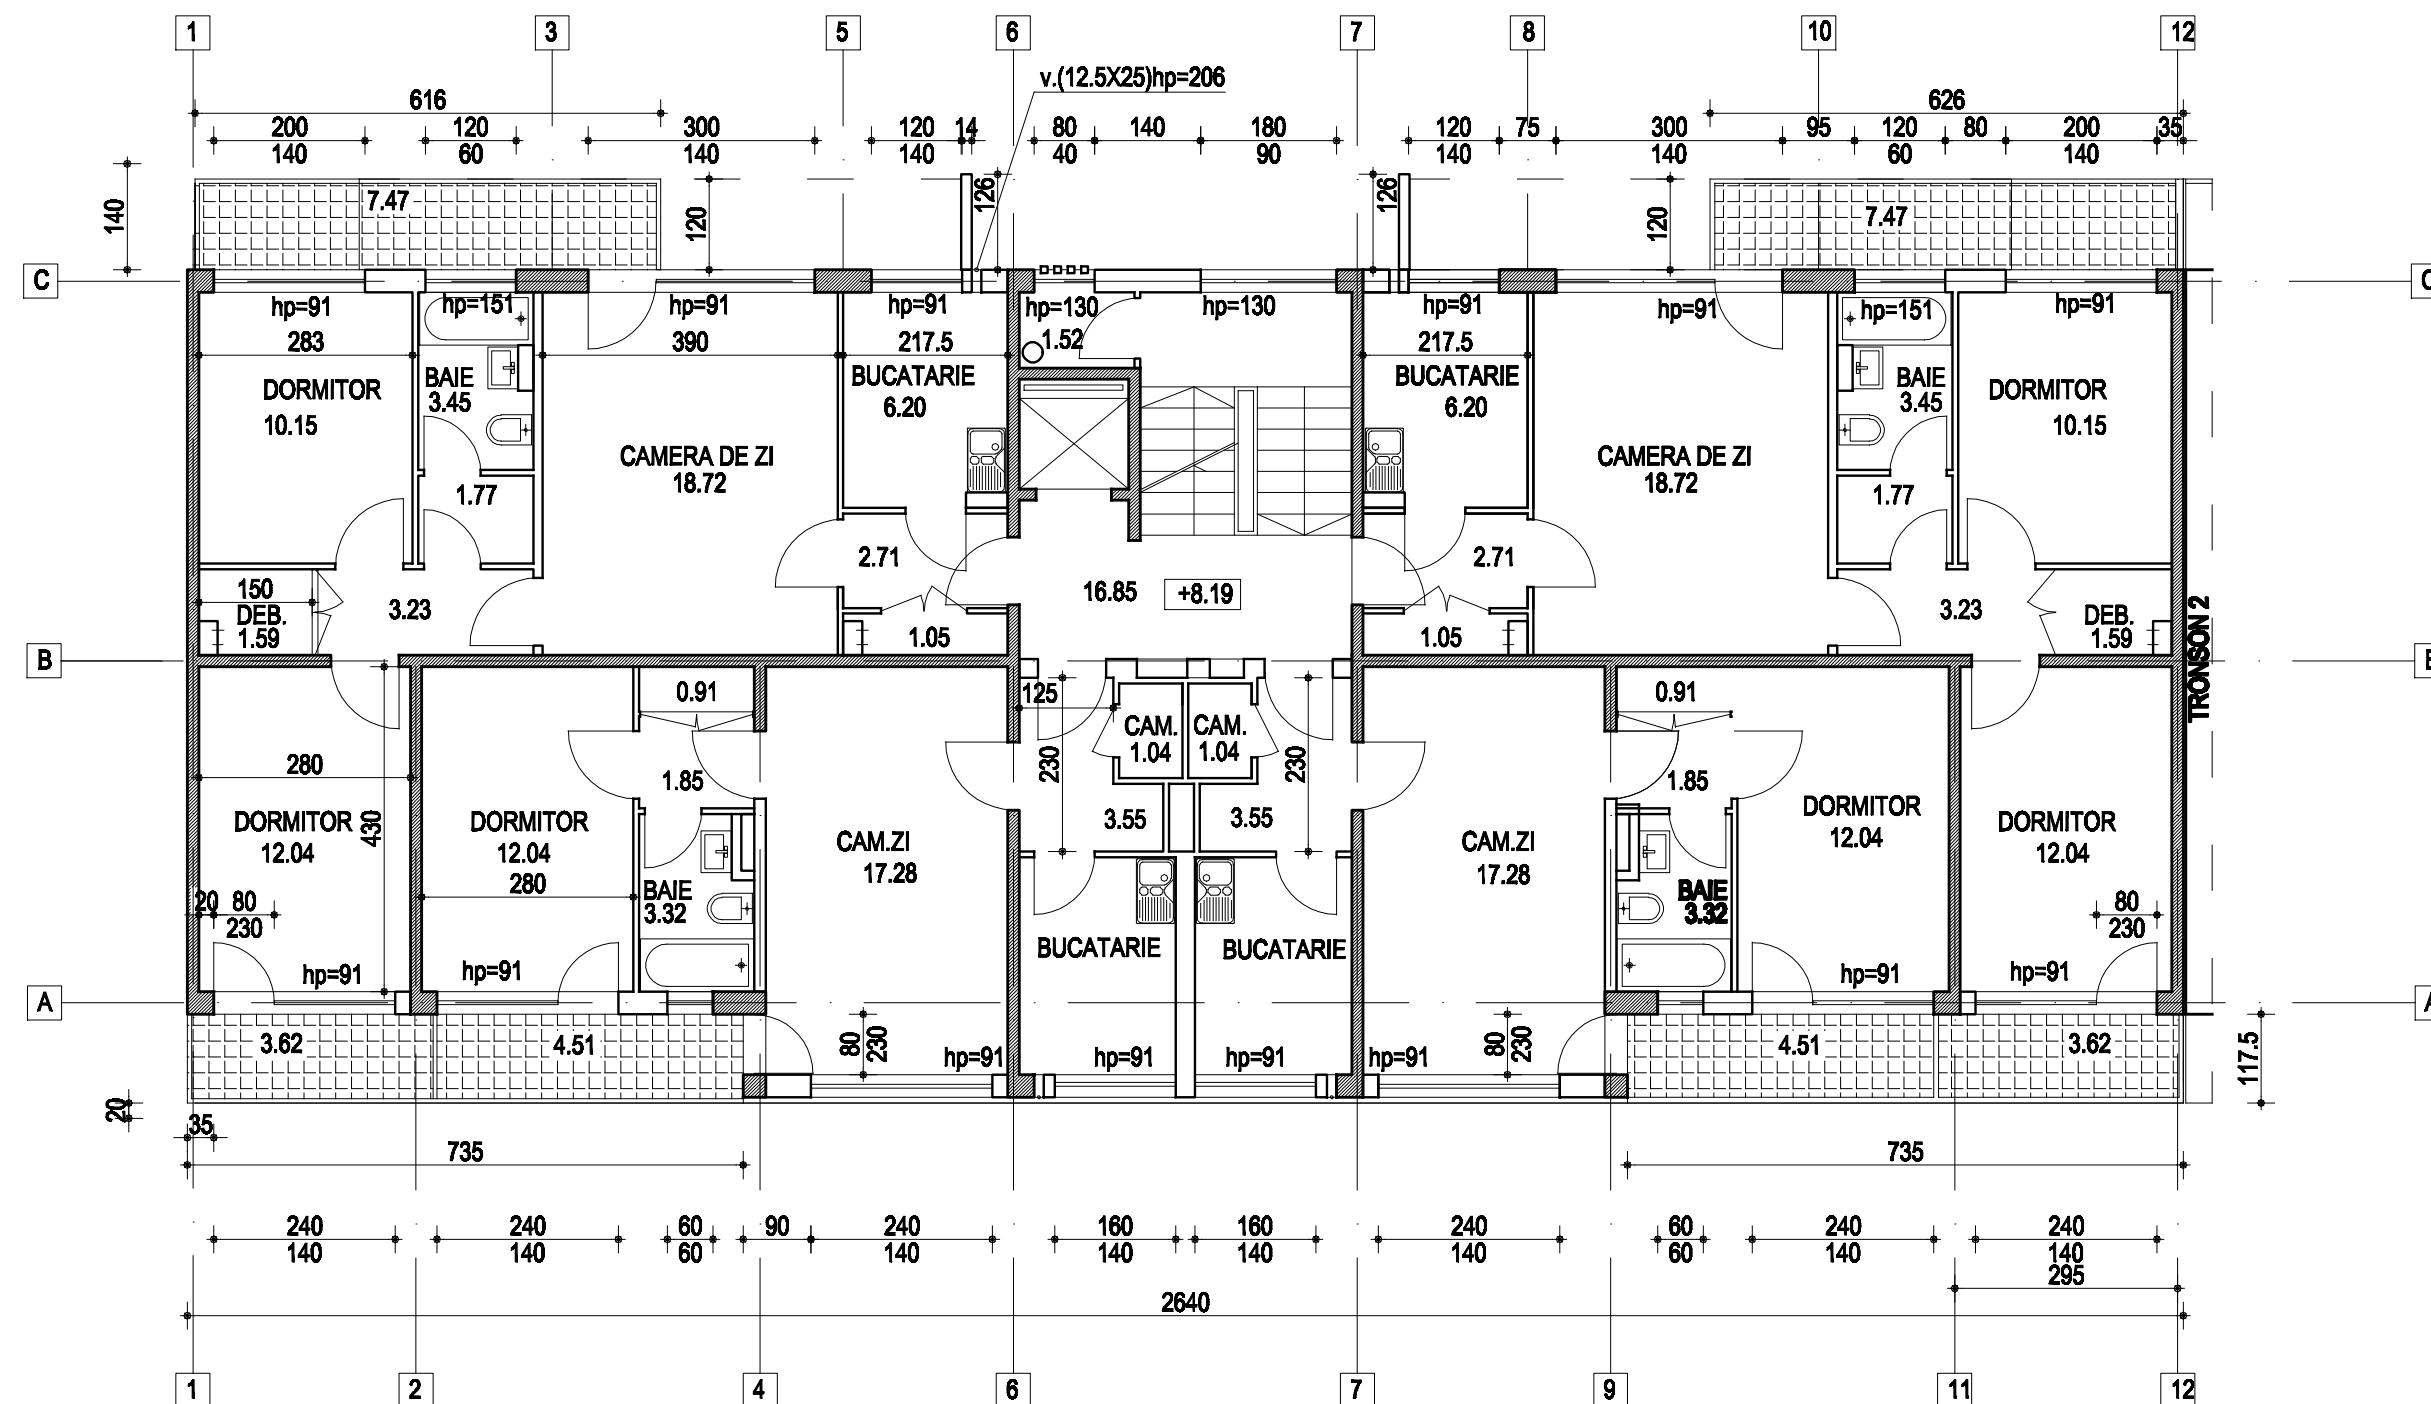 1 3 5 6 7 8 10 12
v.(12.5X25)hp=206
616 626
200 120 300 120 14 80 140 180 120 75 300 95 120 80 200 35
140 60 140 140 40 90 140 140 60 140
140 120 126 126 120
7.47 7.47
C C
hp=91 hp=151 hp=91 hp=91 hp=130 hp=130 hp=91 hp=91 hp=151 hp=91
283 390 217.5 1.52 217.5
DORMITOR BAIE BUCATARIE BUCATARIE BAIE DORMITOR
10.15 3.45 6.20 6.20 3.45 10.15
CAMERA DE ZI CAMERA DE ZI
18.72 18.72
1.77 1.77
2.71 2.71
150 16.85 +8.19
DEB. 3.23 3.23 DEB.
1.59 1.05 1.05 1.59
TRONSON 2
B
0.91 125 0.91
CAM. CAM.
1.04 1.04
230 230
280 1.85 1.85
DORMITOR 430 DORMITOR 3.55 3.55 DORMITOR DORMITOR
12.04 12.04 12.04 12.04
CAM.ZI CAM.ZI
17.28 17.28
280
20 80 BAIE BAIE 80
230 3.32 3.32 230
BUCATARIE BUCATARIE
hp=91 hp=91 hp=91 hp=91
A
3.62 4.51 80 230 80 230 4.51 3.62
hp=91 hp=91 hp=91 hp=91
117.5
20
35
735 735
240 240 60 90 240 160 160 240 60 240 240
140 140 60 140 140 140 140 60 140 140
295
2640
1 2 4 6 7 9 11 12